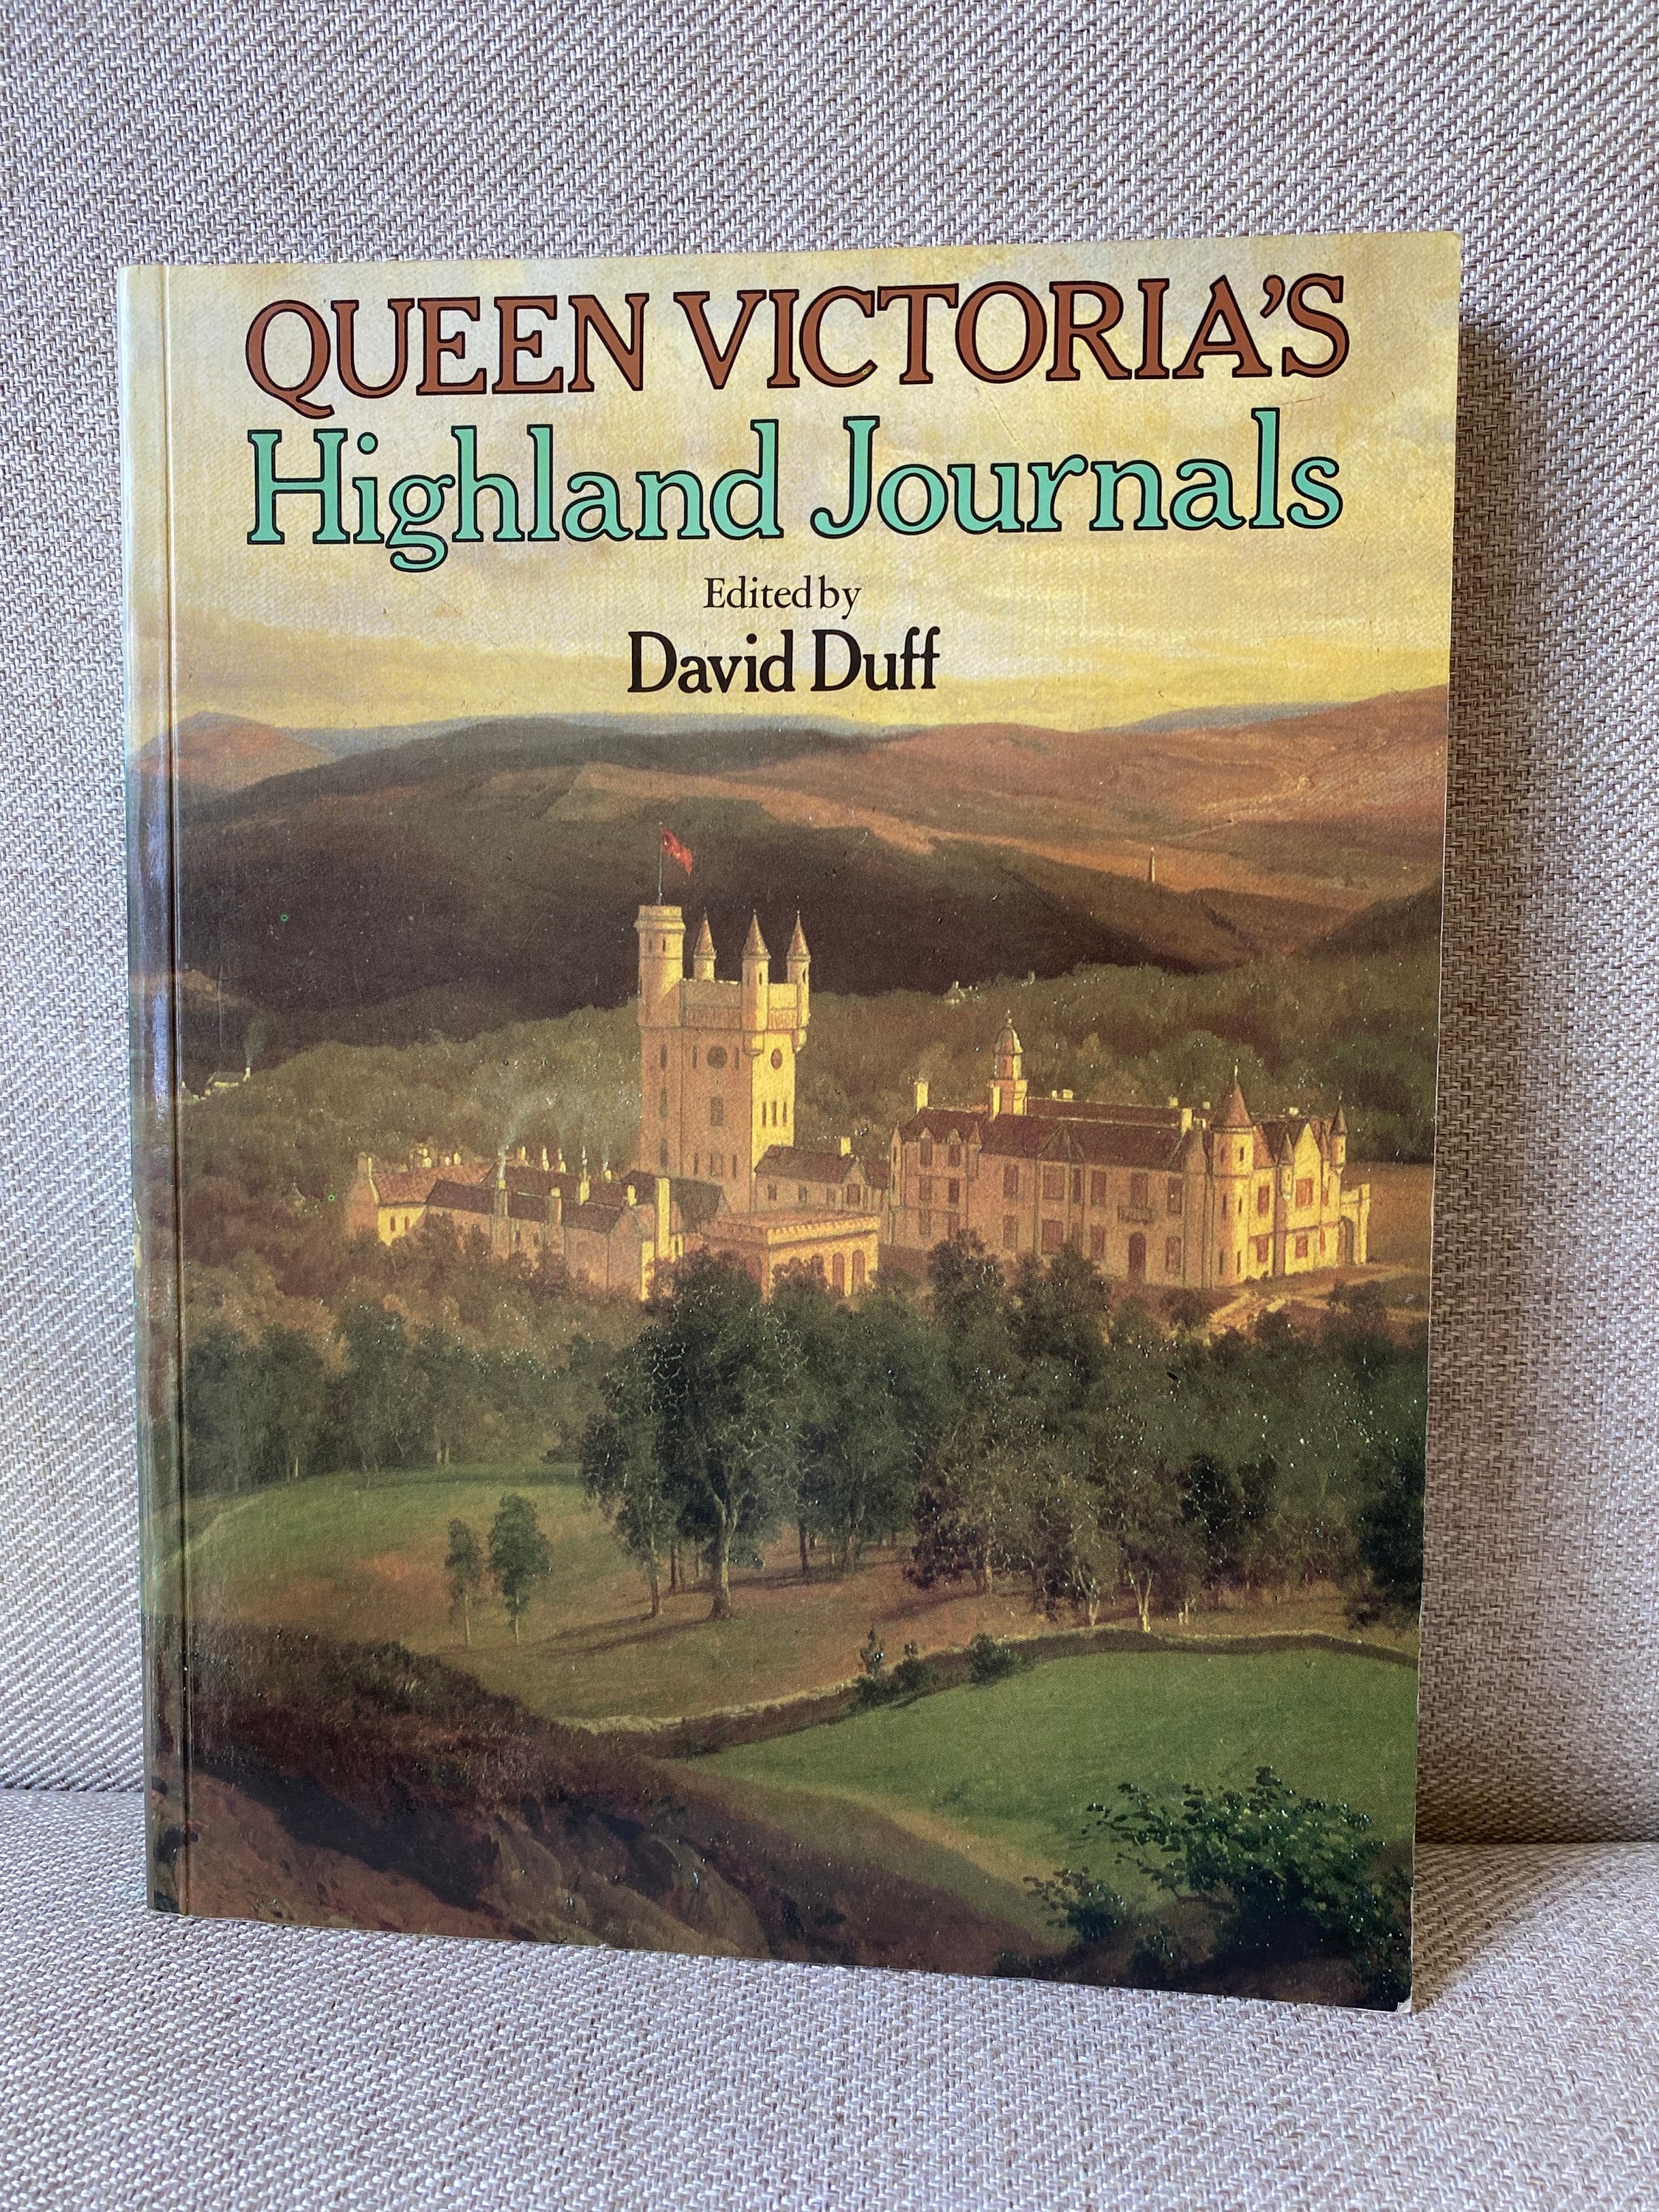 QUEEN VICTORIA'S
Highland Journals
Edited by
David Duff